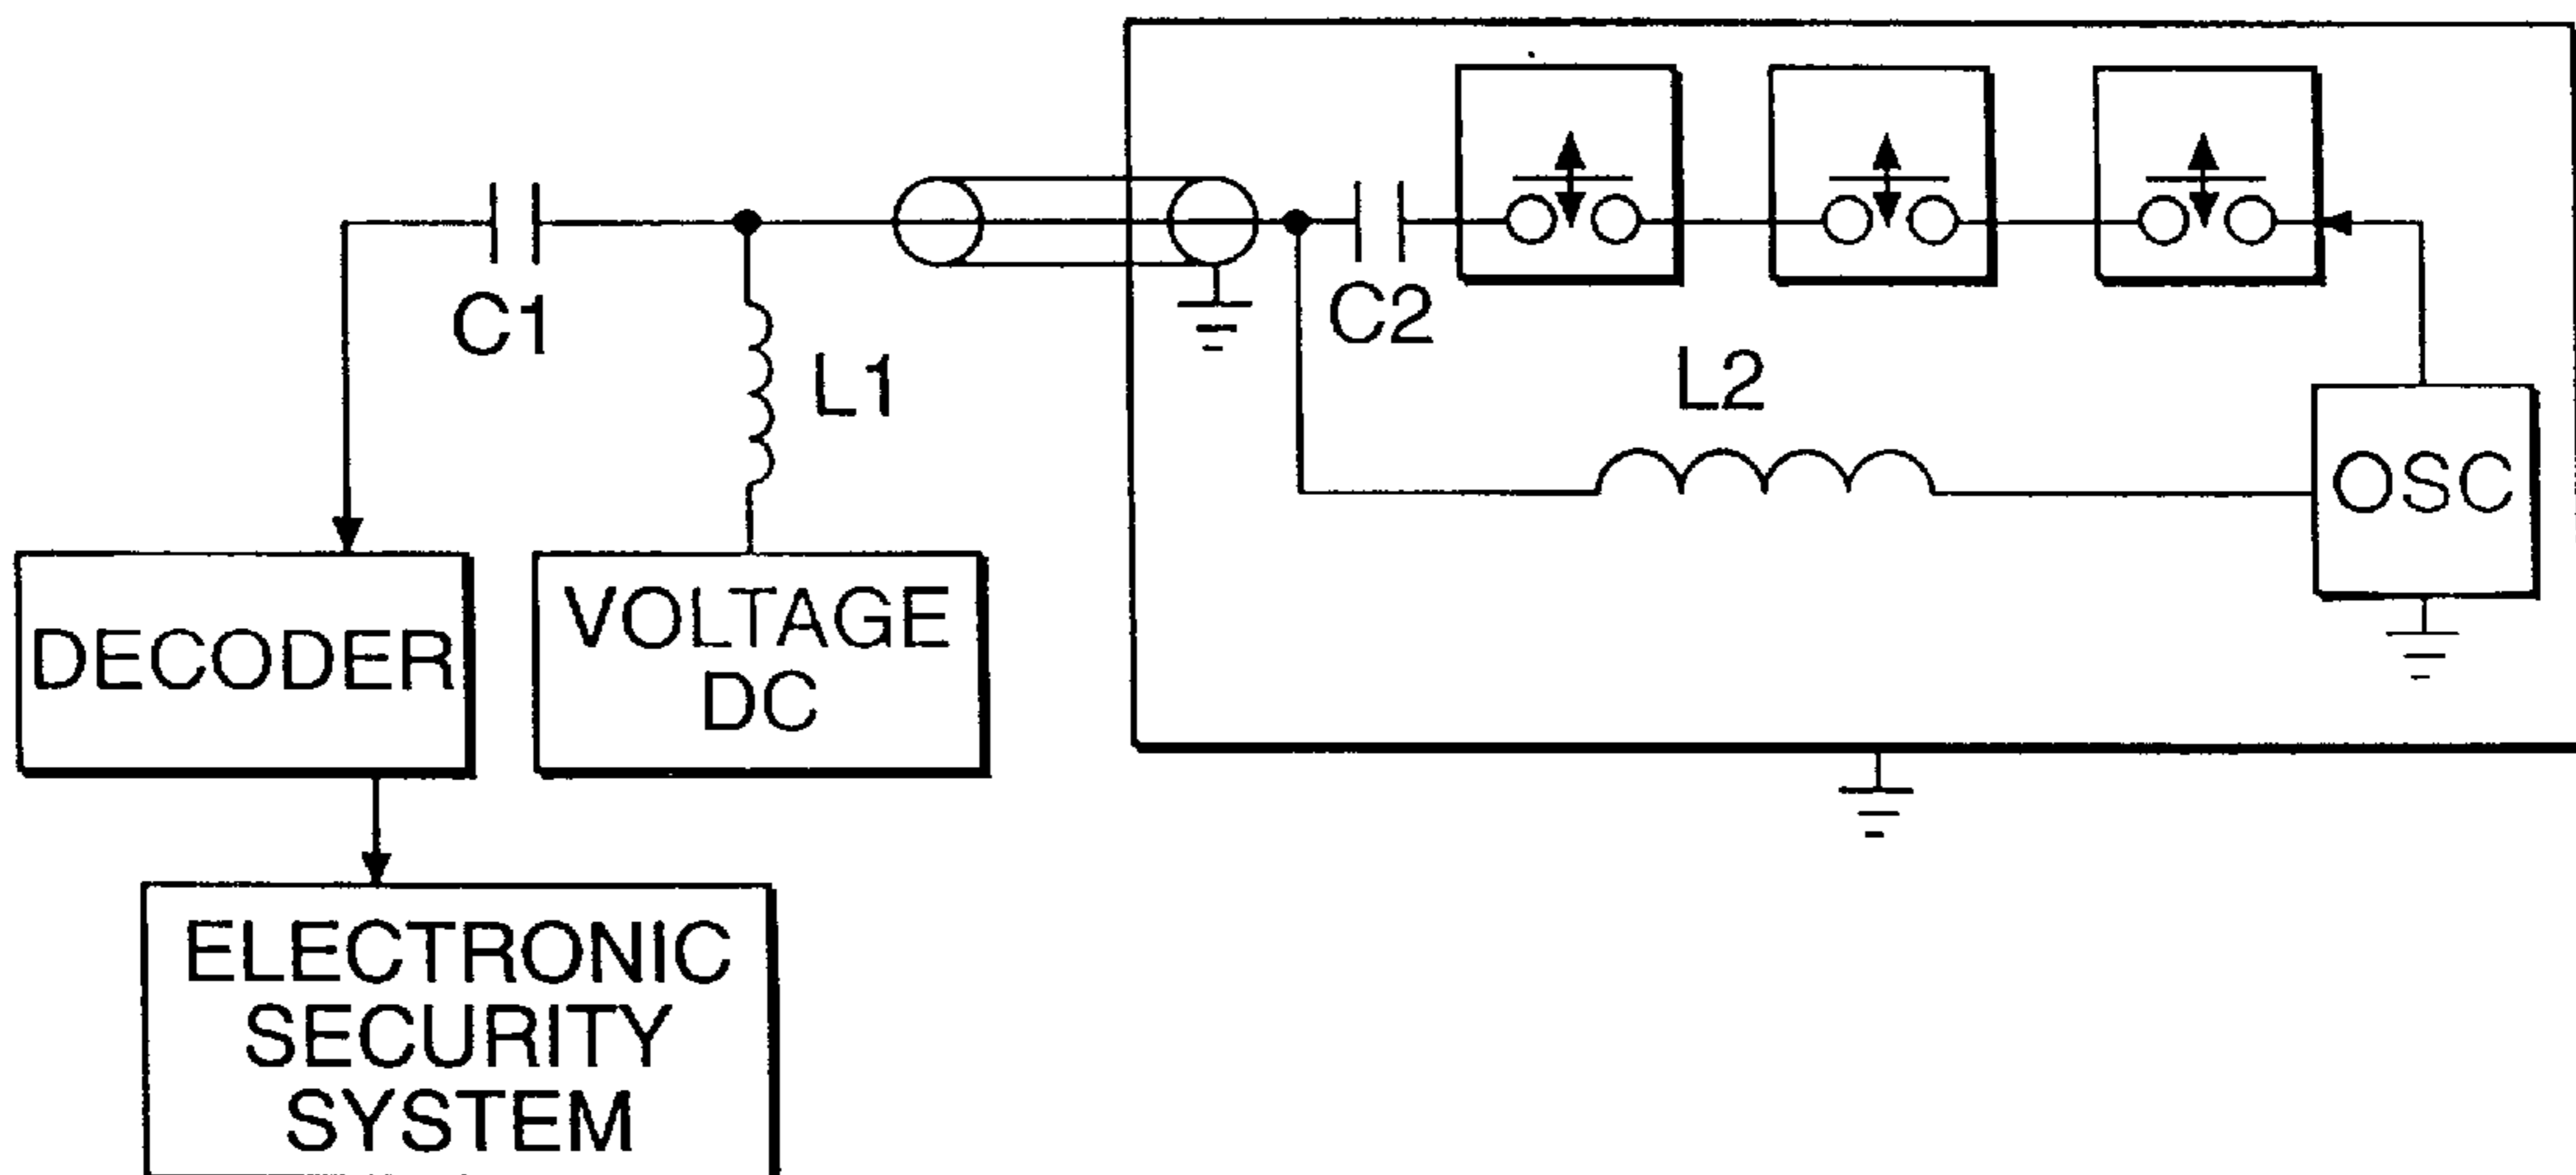 C1
L1
C2
L2
OSC
DECODER
VOLTAGE
DC
ELECTRONIC
SECURITY
SYSTEM